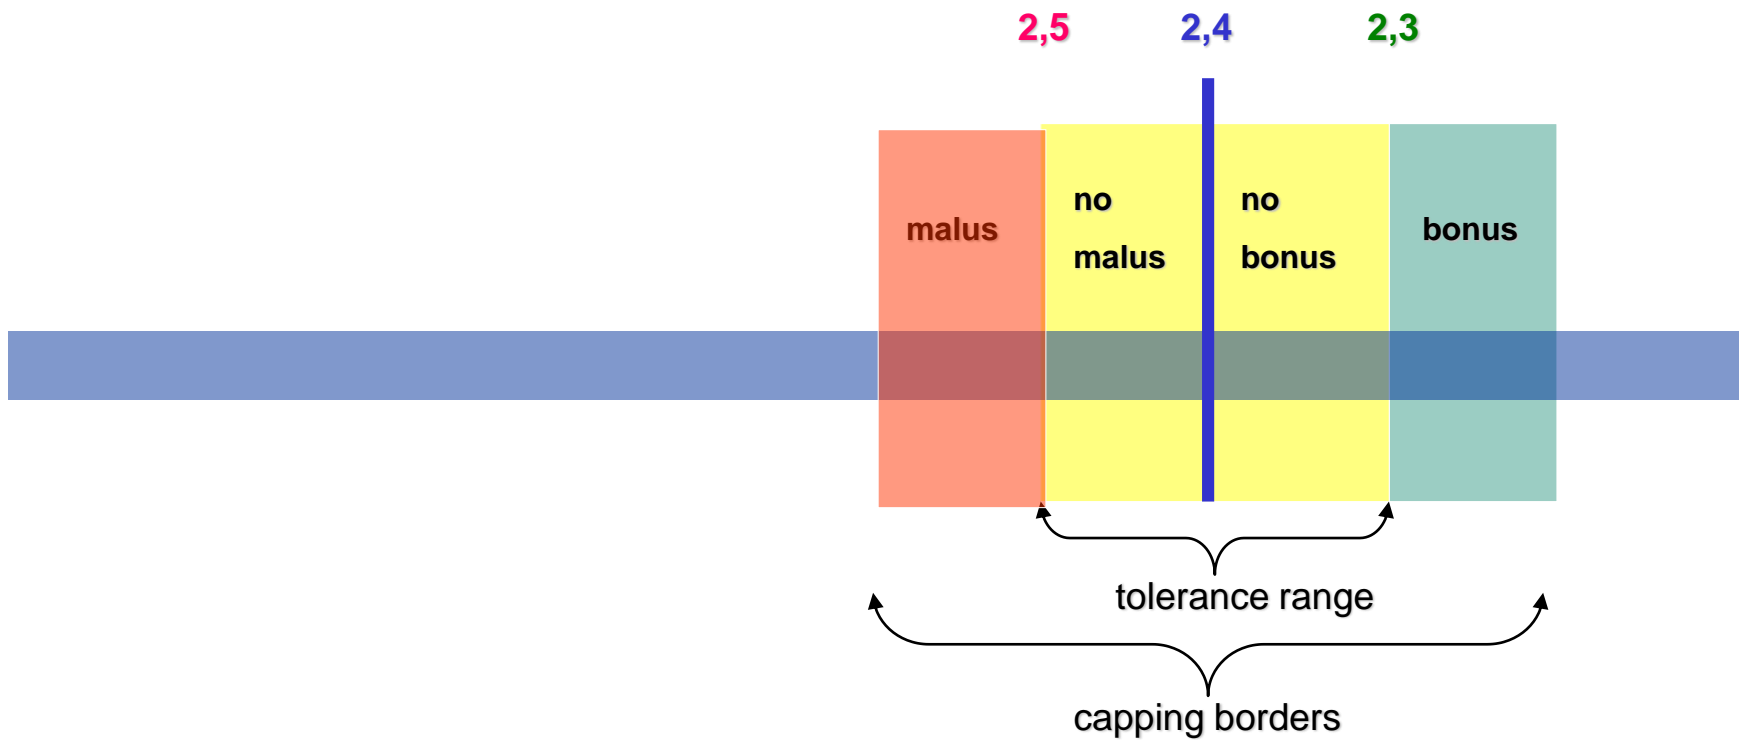 2,5 2,4 2,3
malus
no
malus
no
bonus
bonus
tolerance range
capping borders